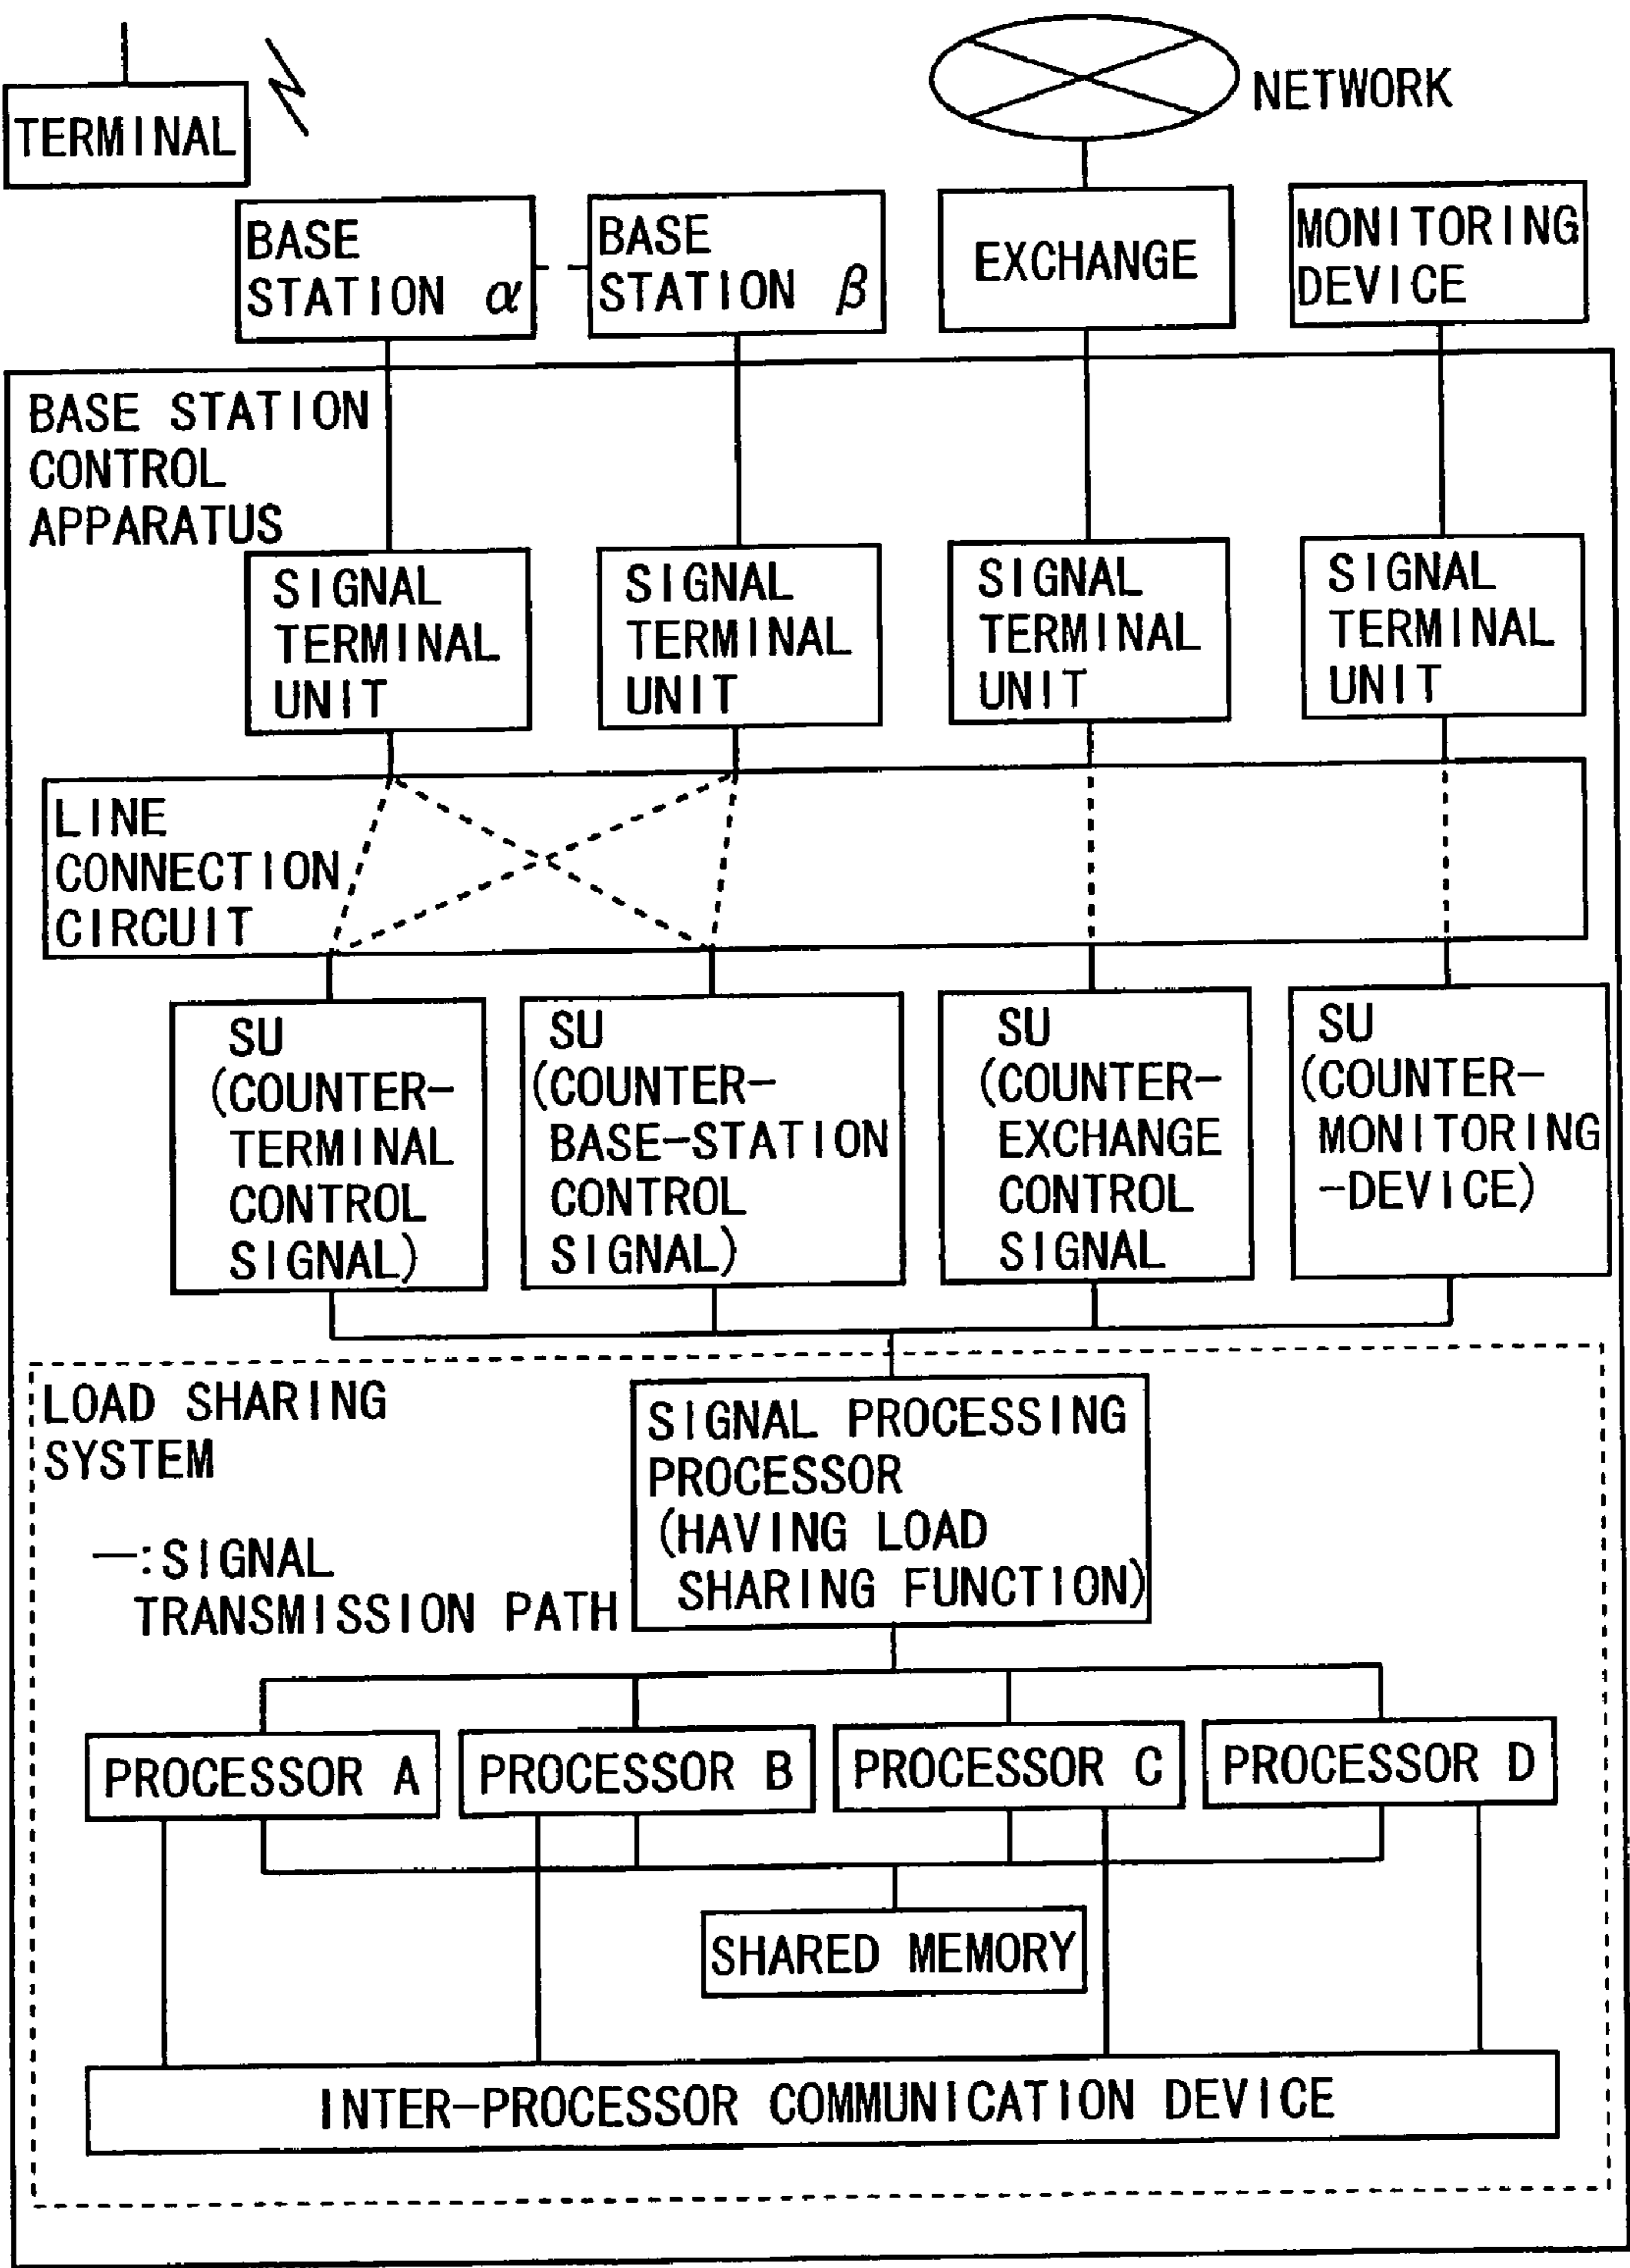 TERMINAL
NETWORK
BASE
STATION α
BASE
STATION β
EXCHANGE
MONITORING
DEVICE
BASE STATION
CONTROL
APPARATUS
SIGNAL
TERMINAL
UNIT
SIGNAL
TERMINAL
UNIT
SIGNAL
TERMINAL
UNIT
SIGNAL
TERMINAL
UNIT
LINE
CONNECTION
CIRCUIT
SU
(COUNTER-
TERMINAL
CONTROL
SIGNAL)
SU
(COUNTER-
BASE-STATION
CONTROL
SIGNAL)
SU
(COUNTER-
EXCHANGE
CONTROL
SIGNAL
SU
(COUNTER-
MONITORING
-DEVICE)
LOAD SHARING
SYSTEM
SIGNAL PROCESSING
PROCESSOR
(HAVING LOAD
SHARING FUNCTION)
—:SIGNAL
TRANSMISSION PATH
PROCESSOR A
PROCESSOR B
PROCESSOR C
PROCESSOR D
SHARED MEMORY
INTER-PROCESSOR COMMUNICATION DEVICE